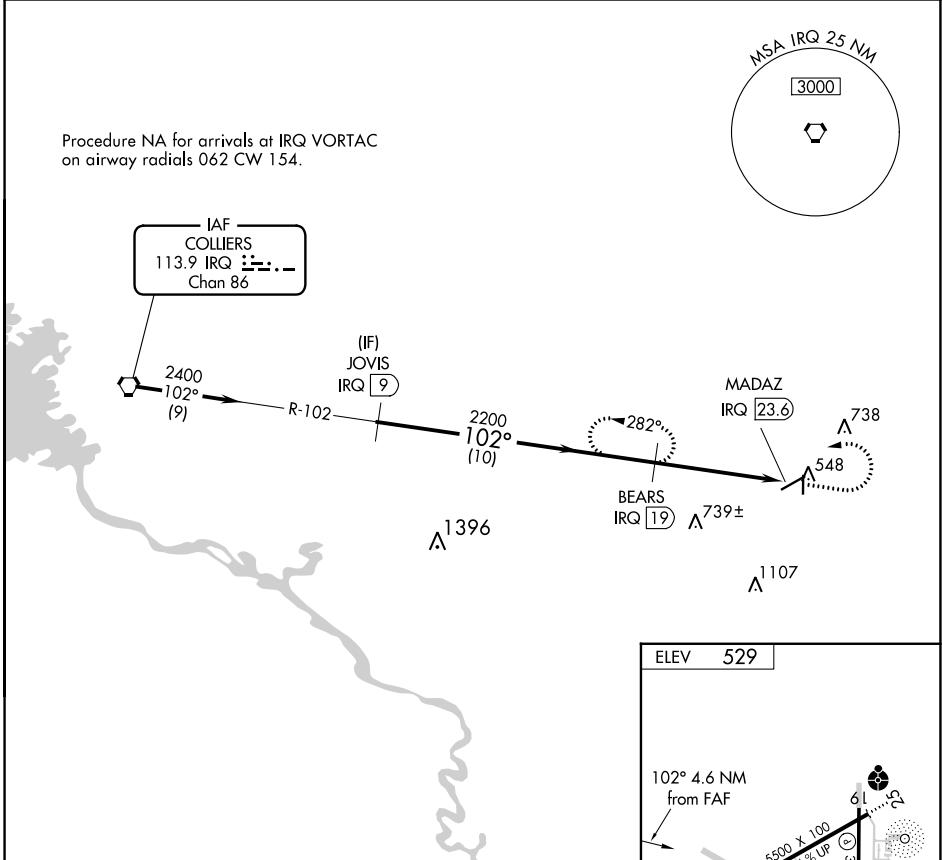 MSA IRQ 25 NM
3000
Procedure NA for arrivals at IRQ VORTAC
on airway radials 062 CW 154.
IAF
COLLIERS
113.9 IRQ
Chan 86
(IF)
JOVIS
IRQ 9
2400
102°
(9)
R-102
2200
102°
(10)
282°
MADAZ
IRQ 23.6
738
548
BEARS
IRQ 19
739±
1396
1107
ELEV 529
102° 4.6 NM
from FAF
19
25
5500 X 100
% UP
P